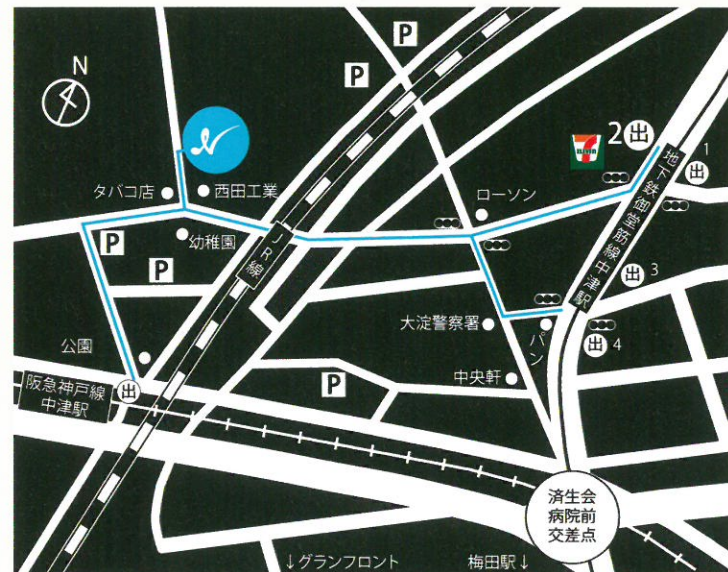 N
P
P
2出
1
出
地下鉄御堂筋線中津駅
タバコ店
西田工業
ローソン
P
幼稚園
JR線
P
出3
大淀警察署
パン
出4
公園
中央軒
P
阪急神戸線
中津駅
出
済生会
病院前
交差点
↓グランフロント
梅田駅↓